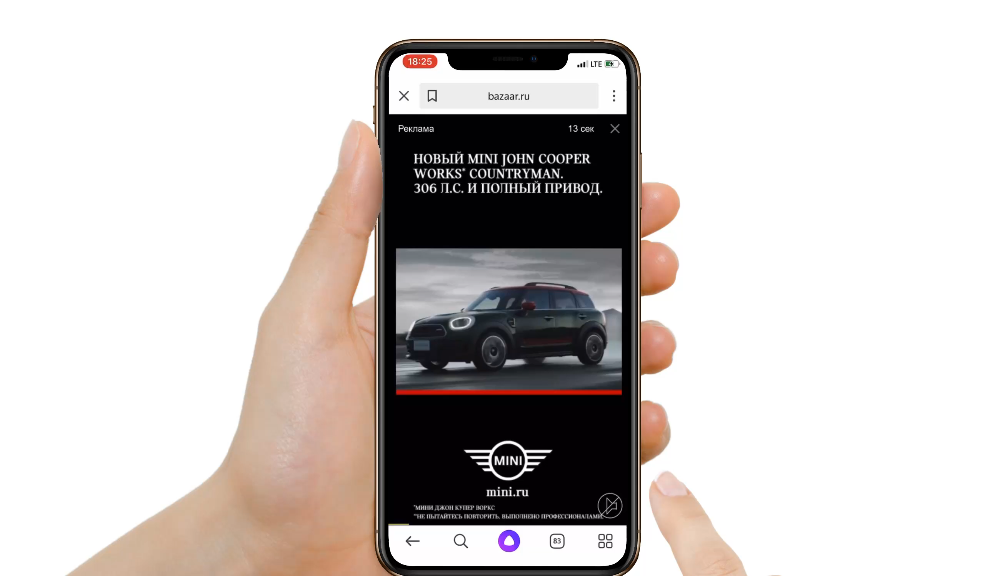 18:25
LTE
bazaar.ru
Реклама
13 сек
НОВЫЙ MINI JOHN COOPER
WORKS* COUNTRYMAN.
306 Л.С. И ПОЛНЫЙ ПРИВОД.
MINI
mini.ru
*МИНИ ДЖОН КУПЕР ВОРКС
**НЕ ПЫТАЙТЕСЬ ПОВТОРИТЬ. ВЫПОЛНЕНО ПРОФЕССИОНАЛАМИ.
83